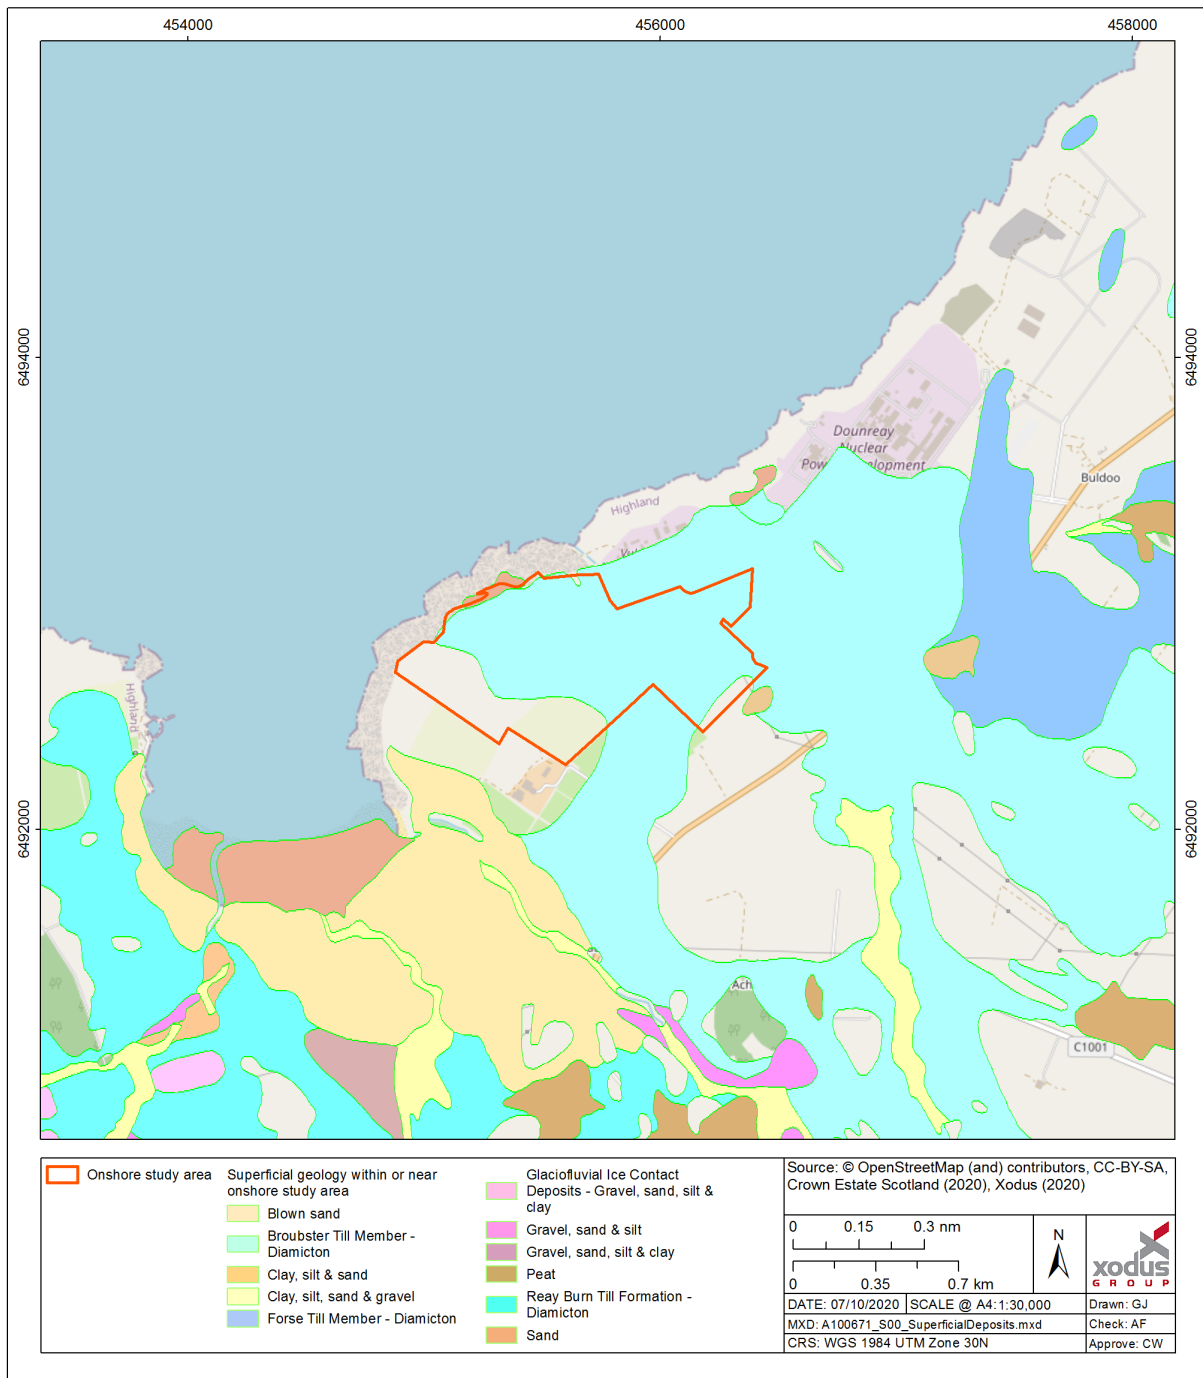 454000
456000
458000
6494000
6494000
Dounreay
Nuclear
Buldoo
Highland
Highland
6492000
6492000
Ach
C1001
Onshore study area
Superficial geology within or near
onshore study area
Blown sand
Broubster Till Member -
Diamicton
Clay, silt & sand
Clay, silt, sand & gravel
Forse Till Member - Diamicton
Glaciofluvial Ice Contact
Deposits - Gravel, sand, silt &
clay
Gravel, sand & silt
Gravel, sand, silt & clay
Peat
Reay Burn Till Formation -
Diamicton
Sand
Source: © OpenStreetMap (and) contributors, CC-BY-SA,
Crown Estate Scotland (2020), Xodus (2020)
0 0.15 0.3 nm
0 0.35 0.7 km
N
xodus
GROUP
DATE: 07/10/2020 SCALE @ A4:1:30,000
Drawn: GJ
MXD: A100671_S00_SuperficialDeposits.mxd
Check: AF
CRS: WGS 1984 UTM Zone 30N
Approve: CW